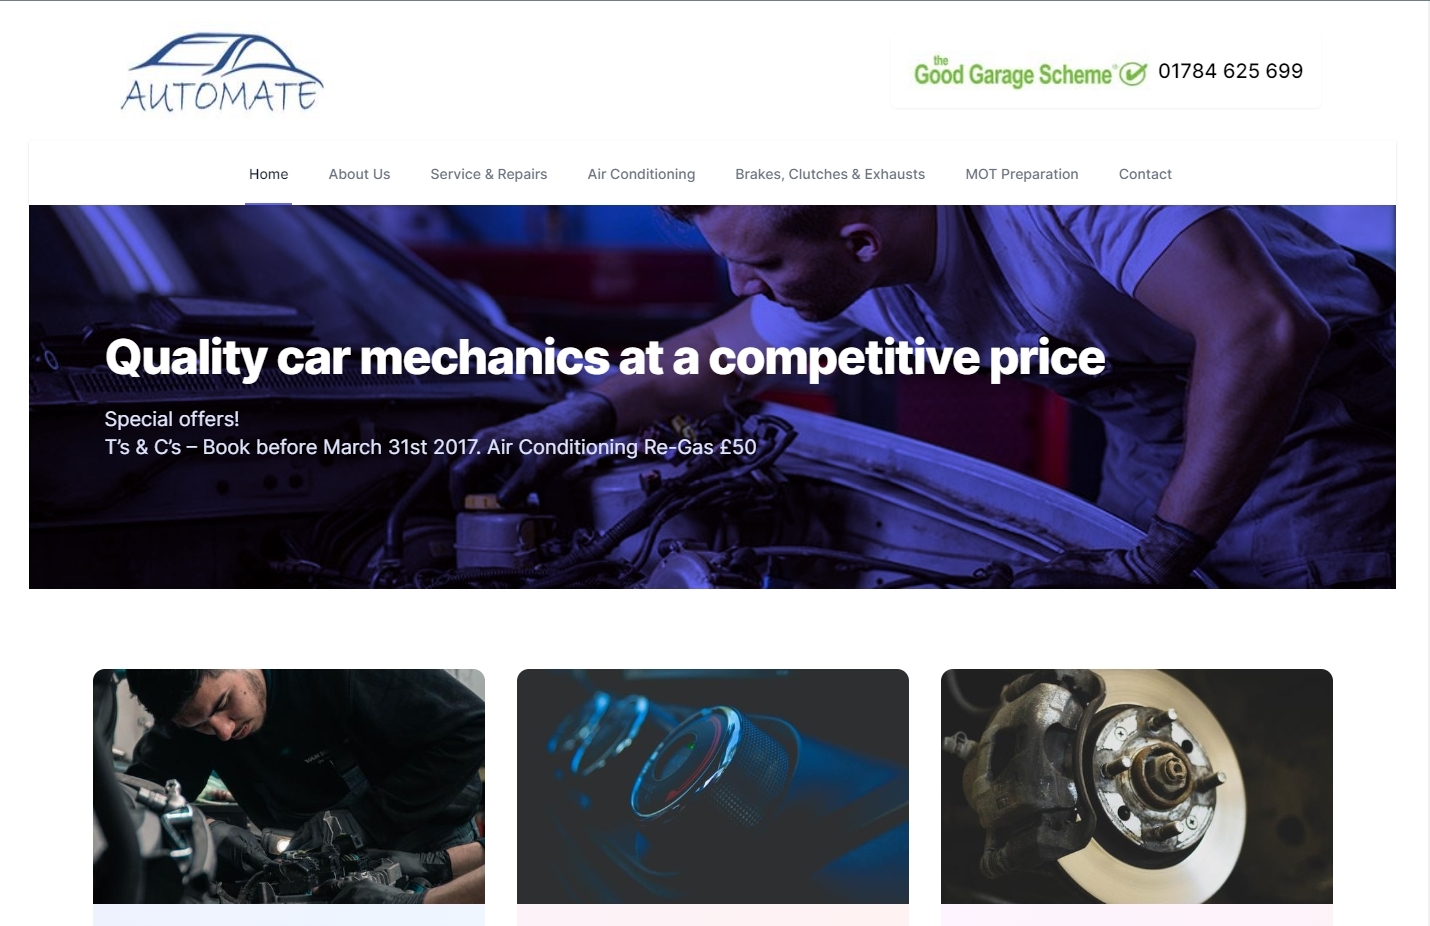 AUTOMATE
the
Good Garage Scheme®
01784 625 699
Home
About Us
Service & Repairs
Air Conditioning
Brakes, Clutches & Exhausts
MOT Preparation
Contact
Quality car mechanics at a competitive price
Special offers!
T’s & C’s – Book before March 31st 2017. Air Conditioning Re-Gas £50